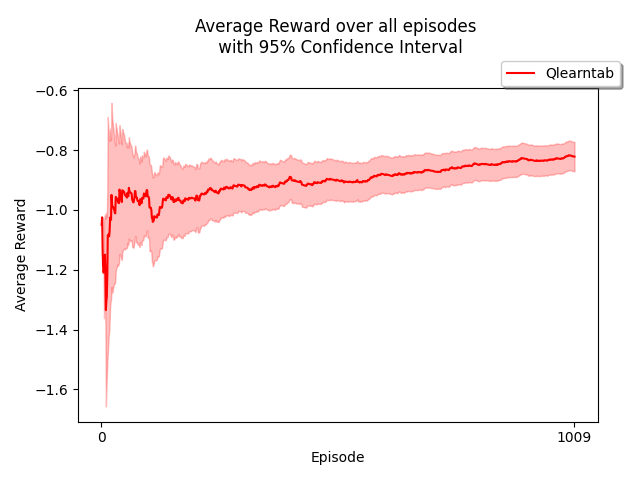 Average Reward over all episodes
with 95% Confidence Interval
Qlearntab
−0.6
−0.8
−1.0
−1.2
−1.4
−1.6
Average Reward
0
1009
Episode